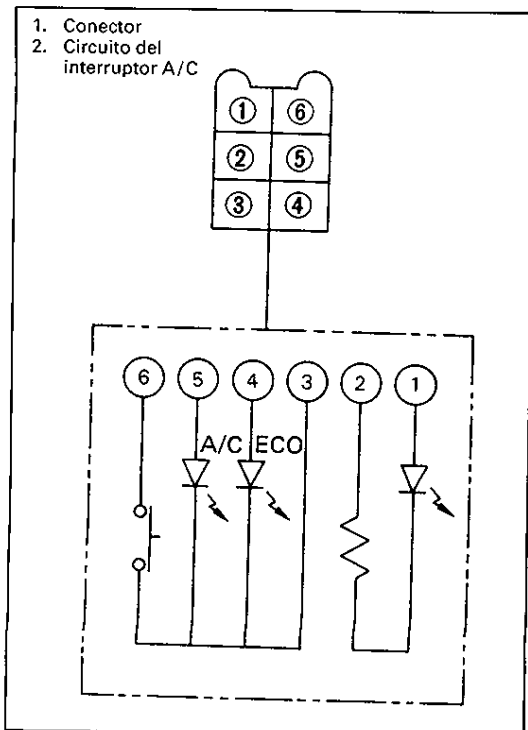 1. Conector
2. Circuito del
interruptor A/C
1 6
2 5
3 4
6 5 4 3 2 1
A/C ECO